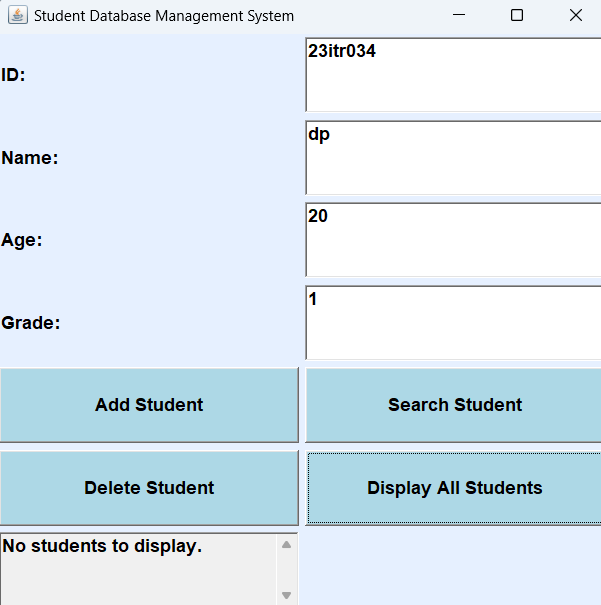 Student Database Management System
ID:
23itr034
Name:
dp
Age:
20
Grade:
1
Add Student
Search Student
Delete Student
Display All Students
No students to display.